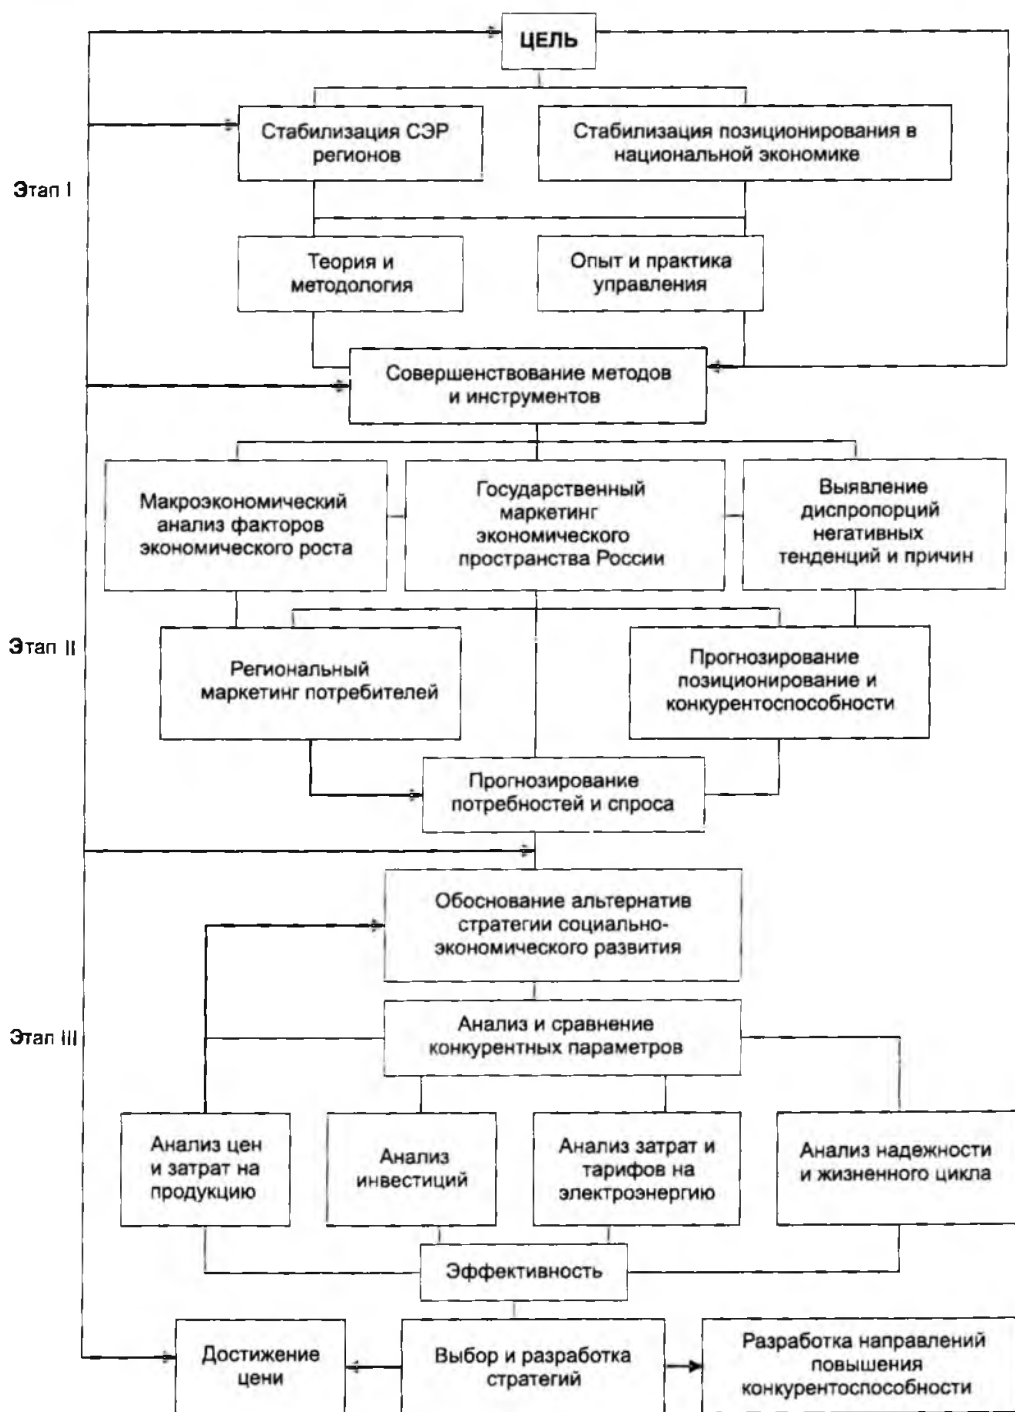 ЦЕЛЬ
Стабилизация СЭР
регионов
Стабилизация позиционирования в
национальной экономике
Этап I
Теория и
методология
Опыт и практика
управления
Совершенствование методов
и инструментов
Макроэкономический
анализ факторов
экономического роста
Государственный
маркетинг
экономического
пространства России
Выявление
диспропорций
негативных
тенденций и причин
Этап II
Региональный
маркетинг потребителей
Прогнозирование
позиционирование и
конкурентоспособности
Прогнозирование
потребностей и спроса
Обоснование альтернатив
стратегии социально-
экономического развития
Этап III
Анализ и сравнение
конкурентных параметров
Анализ цен
и затрат на
продукцию
Анализ
инвестиций
Анализ затрат и
тарифов на
электроэнергию
Анализ надежности
и жизненного цикла
Эффективность
Достижение
цени
Выбор и разработка
стратегий
Разработка направлений
повышения
конкурентоспособности